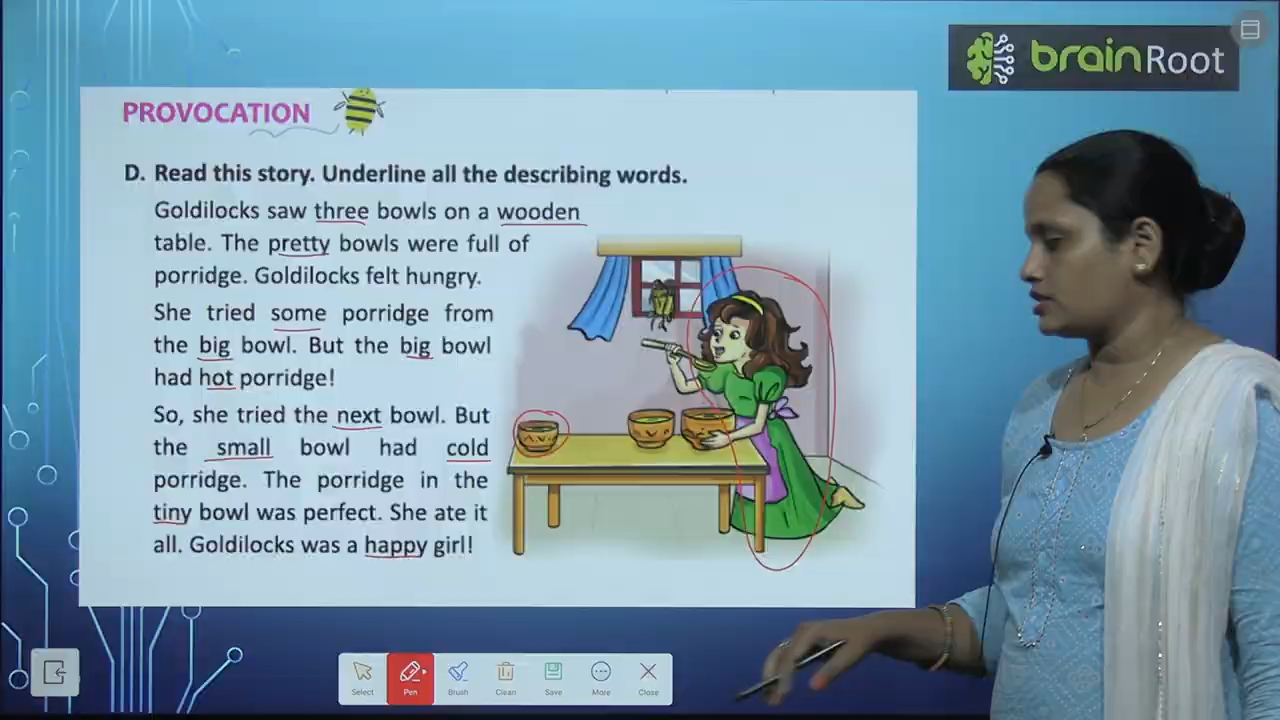 brainRoot
PROVOCATION
D. Read this story. Underline all the describing words.
Goldilocks saw three bowls on a wooden
table. The pretty bowls were full of
porridge. Goldilocks felt hungry.
She tried some porridge from
the big bowl. But the big bowl
had hot porridge!
So, she tried the next bowl. But
the small bowl had cold
porridge. The porridge in the
tiny bowl was perfect. She ate it
all. Goldilocks was a happy girl!
Select Pen Brush Clean Save More Close